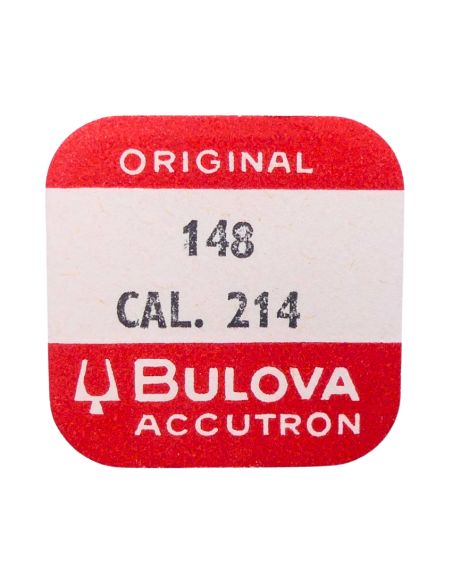 ORIGINAL
148
CAL. 214
BULOVA
ACCUTRON